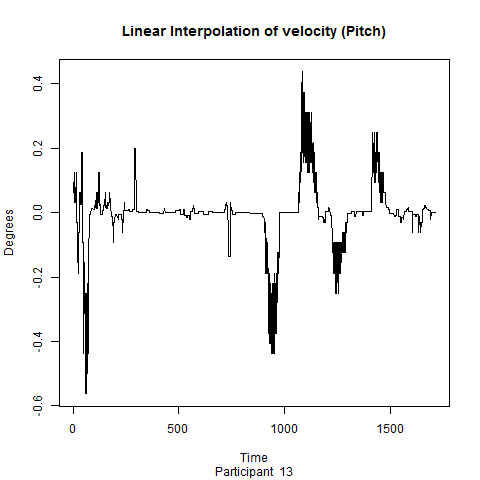 Linear Interpolation of velocity (Pitch)
Degrees
0.4
0.2
0.0
-0.2
-0.4
-0.6
0
500
1000
1500
Time
Participant 13